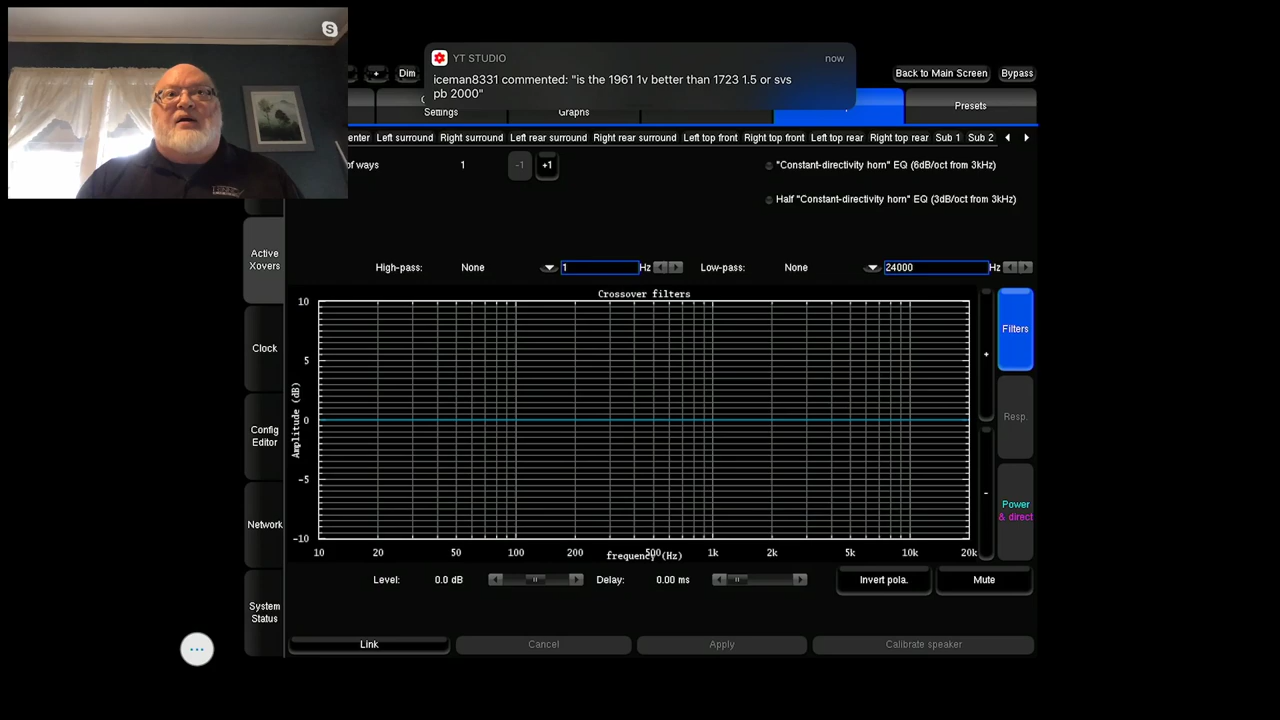 YT STUDIO
now
iceman8331 commented: "is the 1961 1v better than 1723 1.5 or svs
pb 2000"
+
Dim
Back to Main Screen
Bypass
Settings
Graphs
Presets
enter
Left surround
Right surround
Left rear surround
Right rear surround
Left top front
Right top front
Left top rear
Right top rear
Sub 1
Sub 2
of ways
1
-1
+1
"Constant-directivity horn" EQ (6dB/oct from 3kHz)
Half "Constant-directivity horn" EQ (3dB/oct from 3kHz)
Active
Xovers
High-pass:
None
1
Hz
Low-pass:
None
24000
Hz
Crossover filters
10
5
0
-5
-10
Amplitude (dB)
10
20
50
100
200
500
1k
2k
5k
10k
20k
frequency (Hz)
+
-
Filters
Resp.
Power
& direct
Clock
Config
Editor
Network
System
Status
Level:
0.0 dB
Delay:
0.00 ms
Invert pola.
Mute
Link
Cancel
Apply
Calibrate speaker